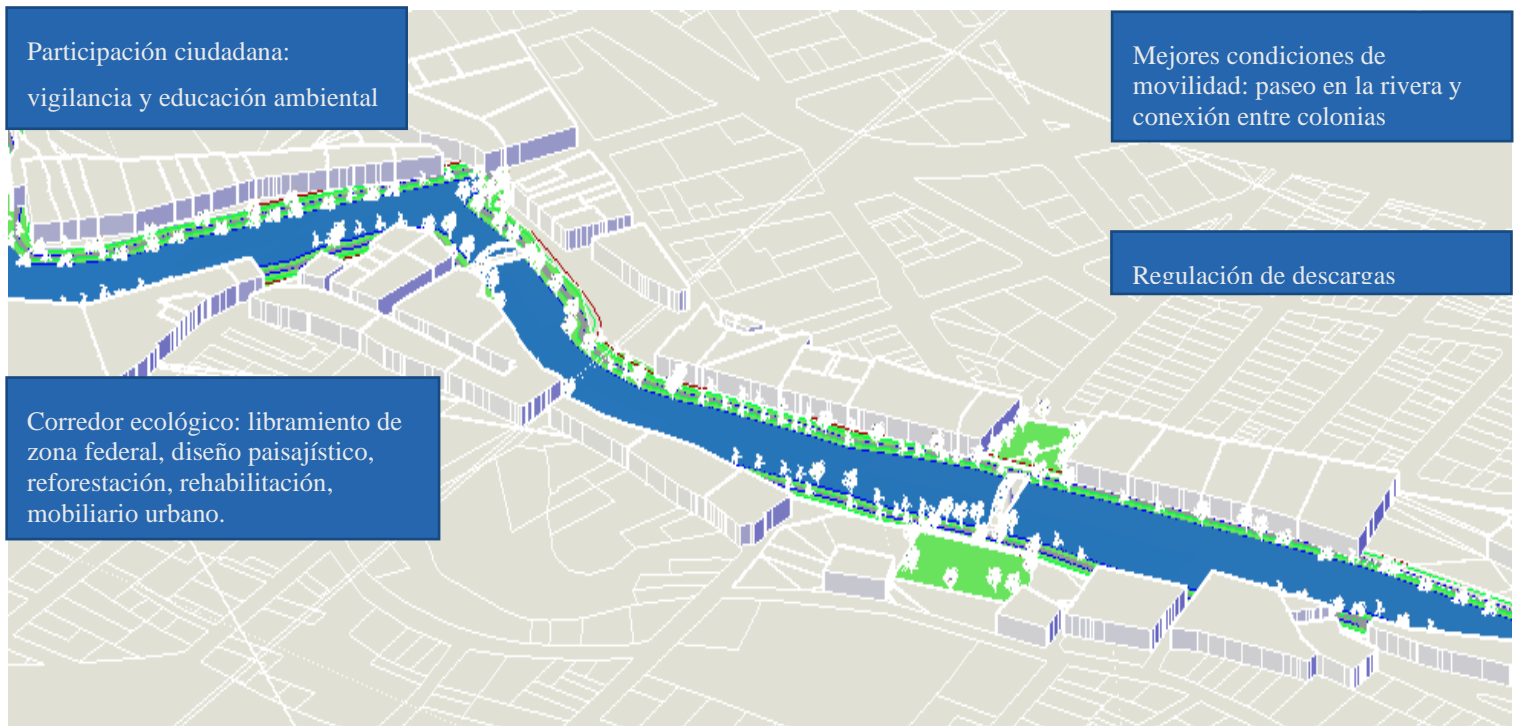 Participación ciudadana:
vigilancia y educación ambiental
Mejores condiciones de
movilidad: paseo en la rivera y
conexión entre colonias
Regulación de descargas
Corredor ecológico: libramiento de
zona federal, diseño paisajístico,
reforestación, rehabilitación,
mobiliario urbano.